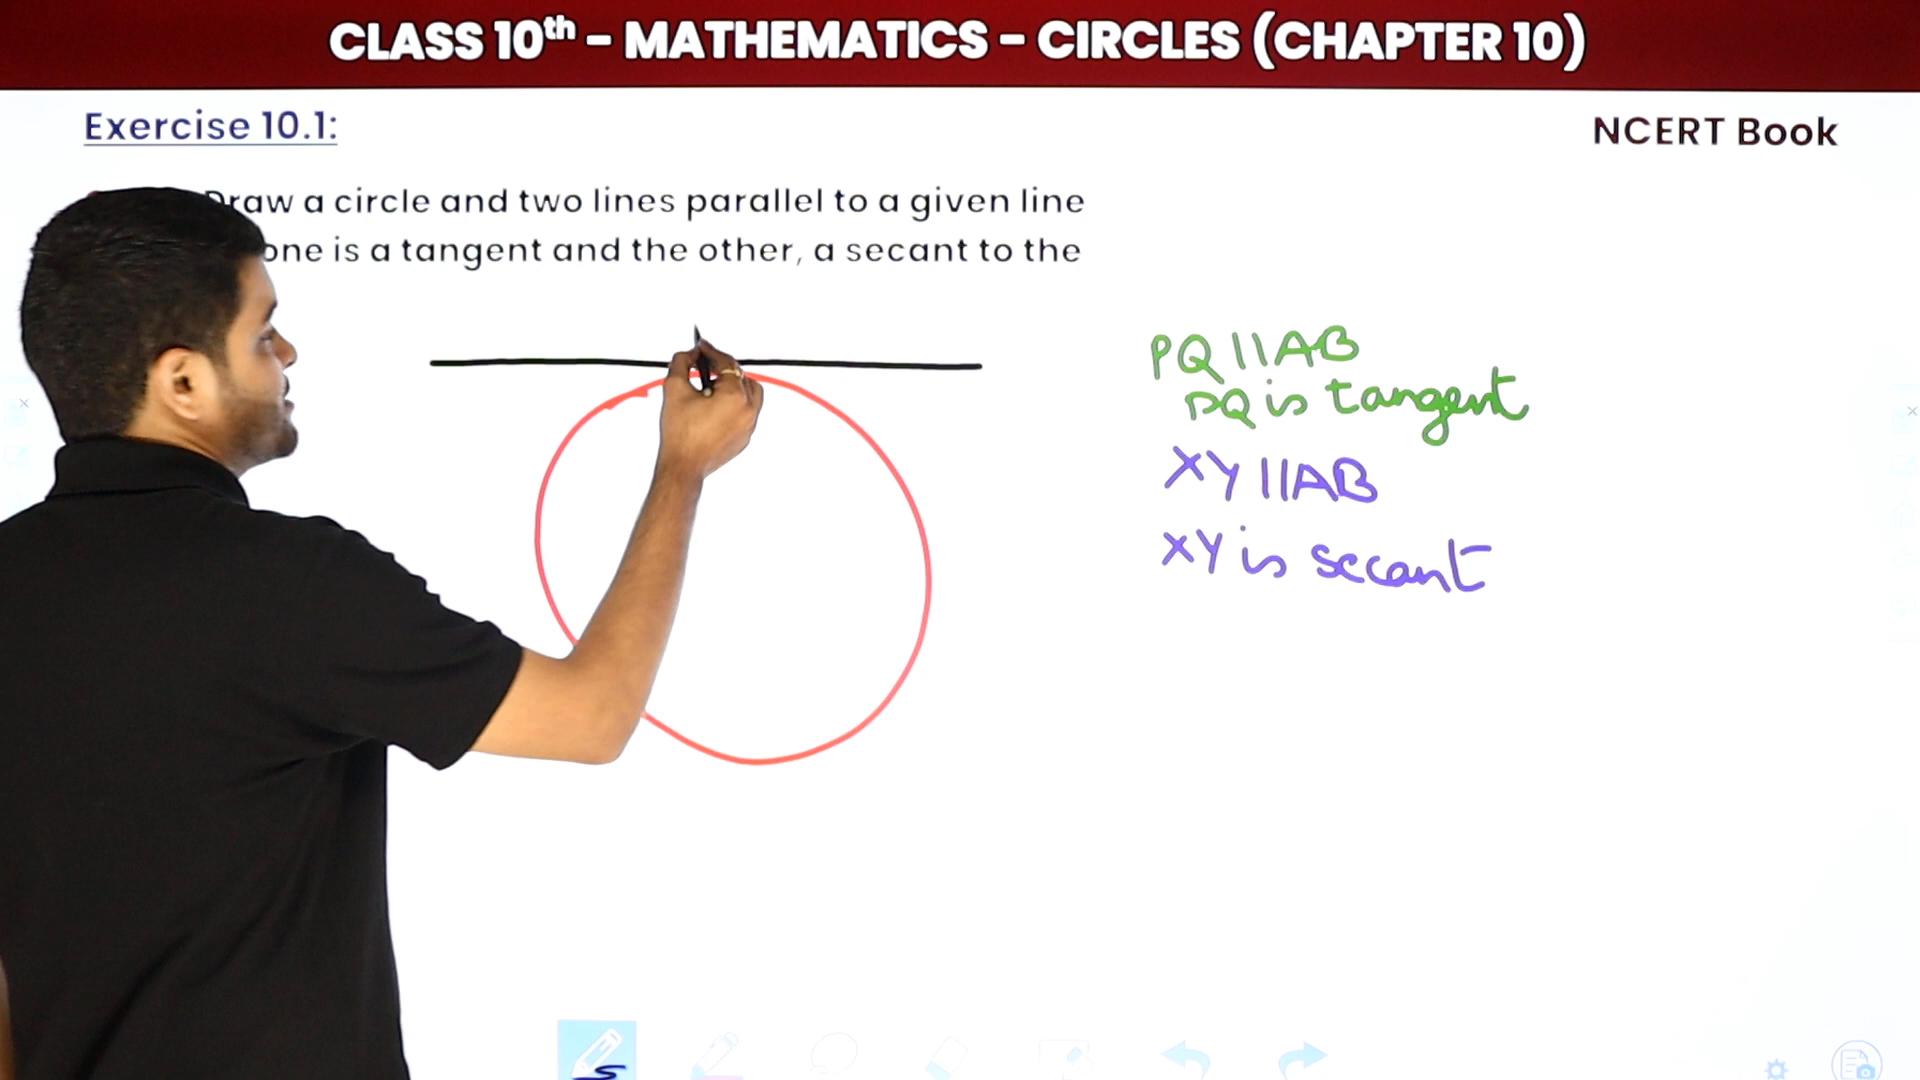 CLASS 10th - MATHEMATICS - CIRCLES (CHAPTER 10)
Exercise 10.1:
NCERT Book
Draw a circle and two lines parallel to a given line
one is a tangent and the other, a secant to the
PQ || AB
PQ is tangent
XY || AB
XY is secant